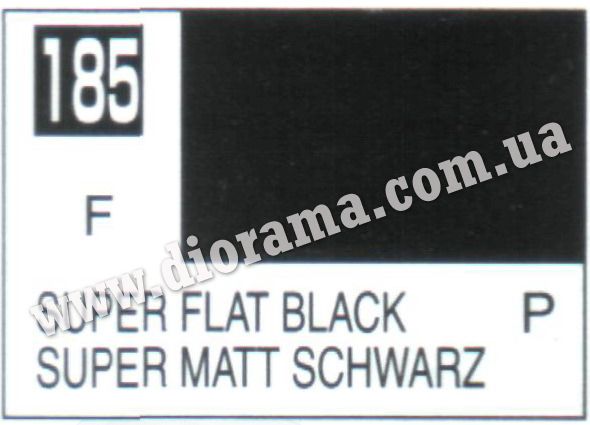 185
F
SUPER FLAT BLACK P
SUPER MATT SCHWARZ
www.diorama.com.ua